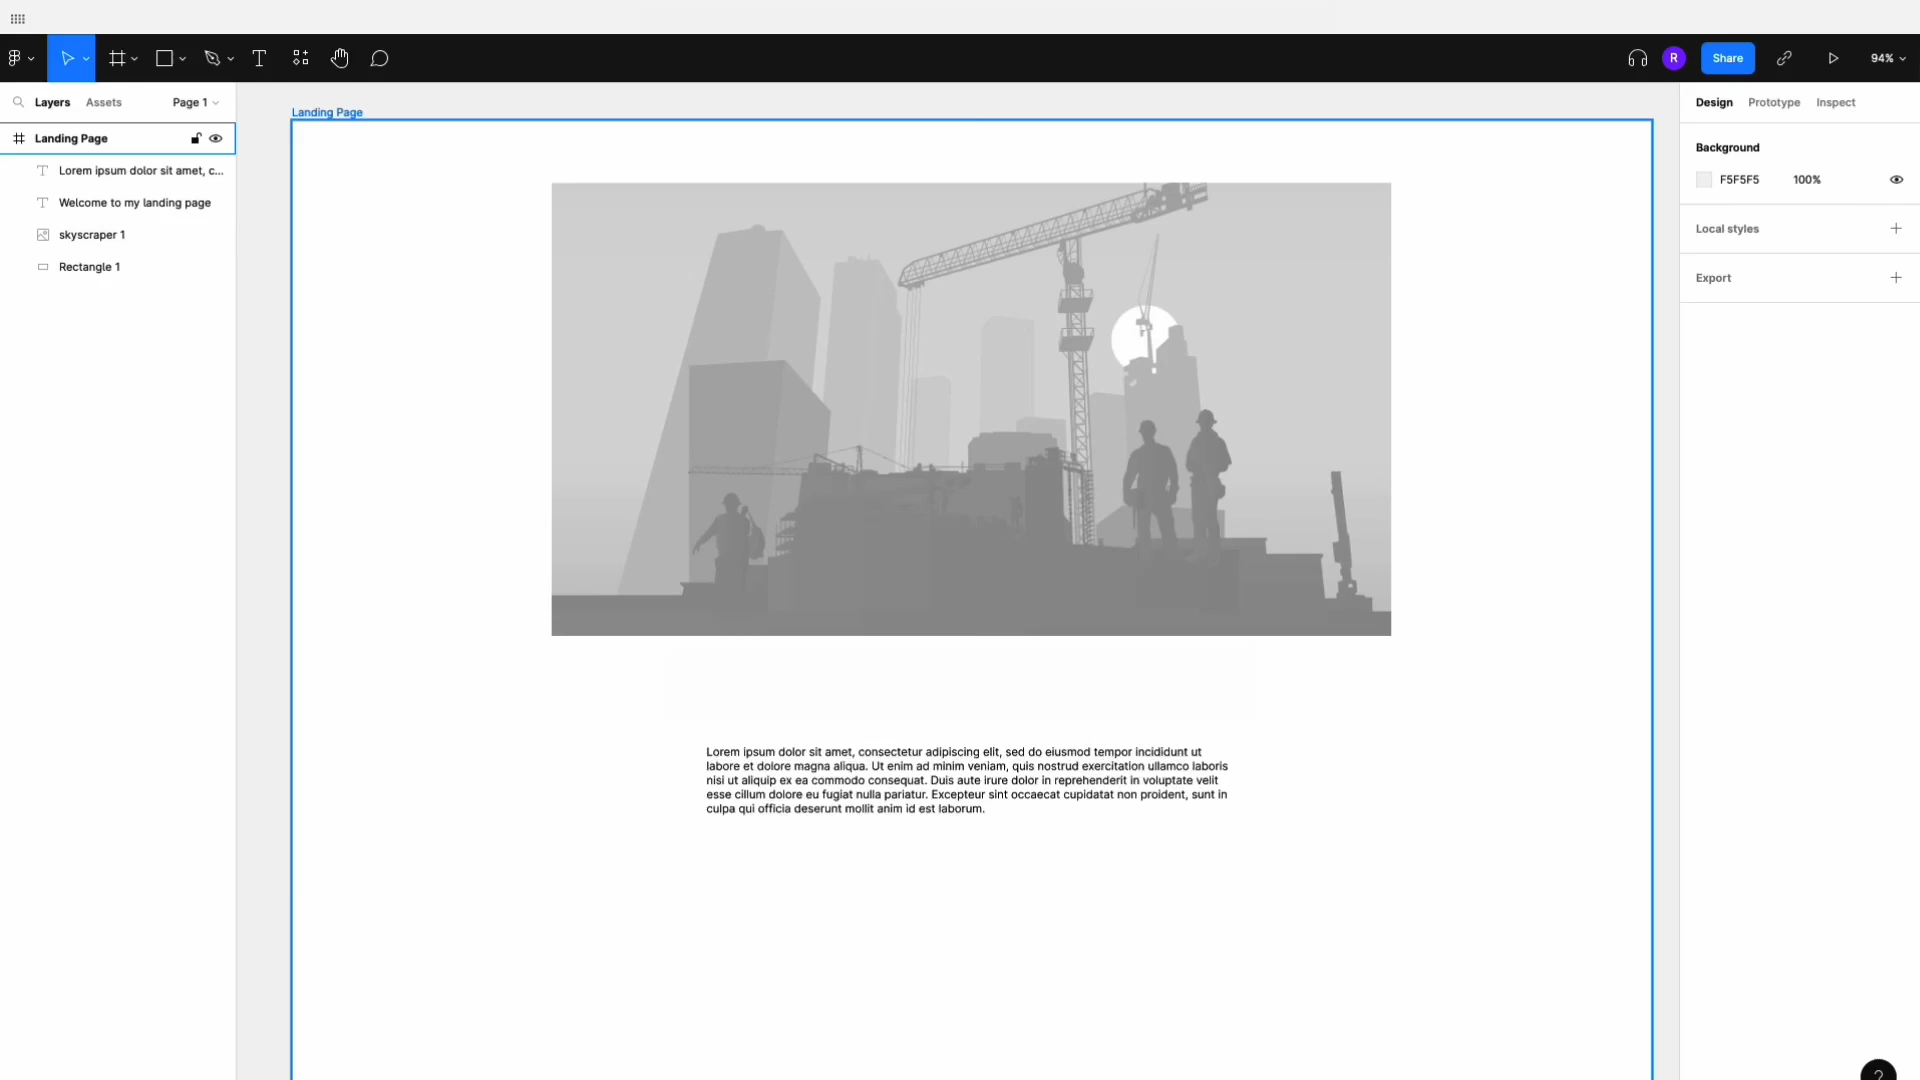 R
Share
94%
Layers
Assets
Page 1
Landing Page
Lorem ipsum dolor sit amet, c...
Welcome to my landing page
skyscraper 1
Rectangle 1
Landing Page
Lorem ipsum dolor sit amet, consectetur adipiscing elit, sed do eiusmod tempor incididunt ut
labore et dolore magna aliqua. Ut enim ad minim veniam, quis nostrud exercitation ullamco laboris
nisi ut aliquip ex ea commodo consequat. Duis aute irure dolor in reprehenderit in voluptate velit
esse cillum dolore eu fugiat nulla pariatur. Excepteur sint occaecat cupidatat non proident, sunt in
culpa qui officia deserunt mollit anim id est laborum.
Design
Prototype
Inspect
Background
F5F5F5
100%
Local styles
Export
?